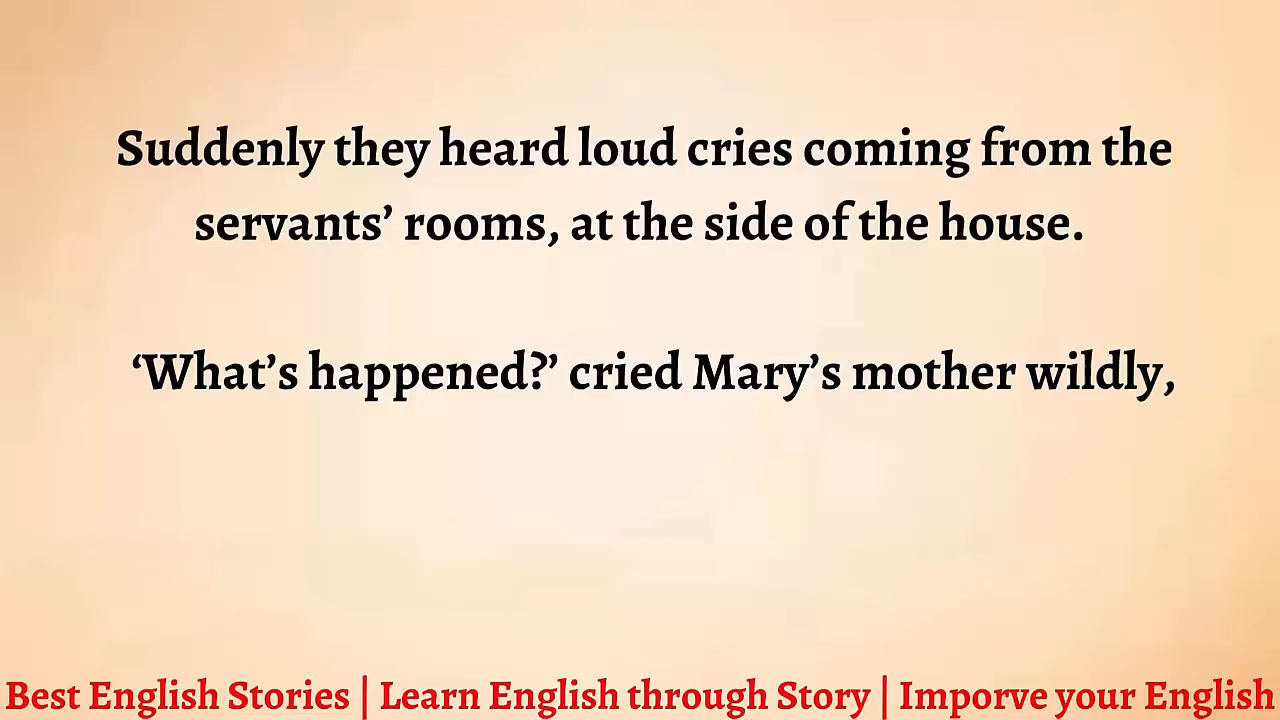 Suddenly they heard loud cries coming from the
servants’ rooms, at the side of the house.
‘What’s happened?’ cried Mary’s mother wildly,
Best English Stories | Learn English through Story | Imporve your English